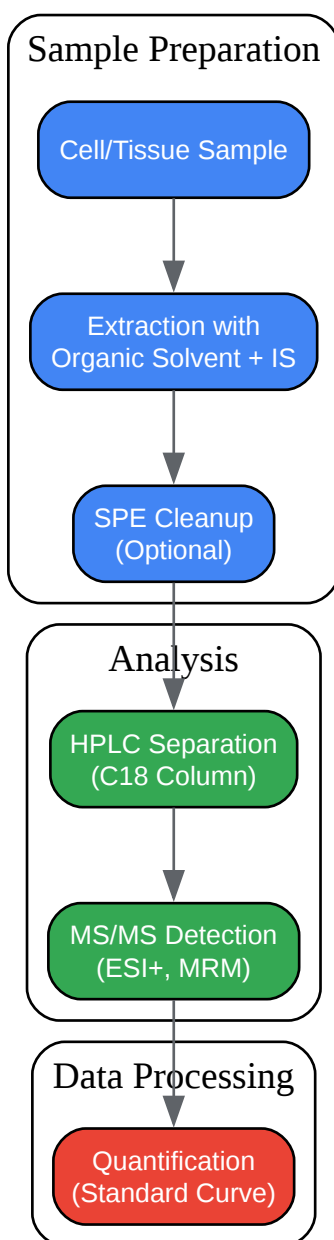 Sample Preparation
Cell/Tissue Sample
Extraction with
Organic Solvent + IS
SPE Cleanup
(Optional)
Analysis
HPLC Separation
(C18 Column)
MS/MS Detection
(ESI+, MRM)
Data Processing
Quantification
(Standard Curve)